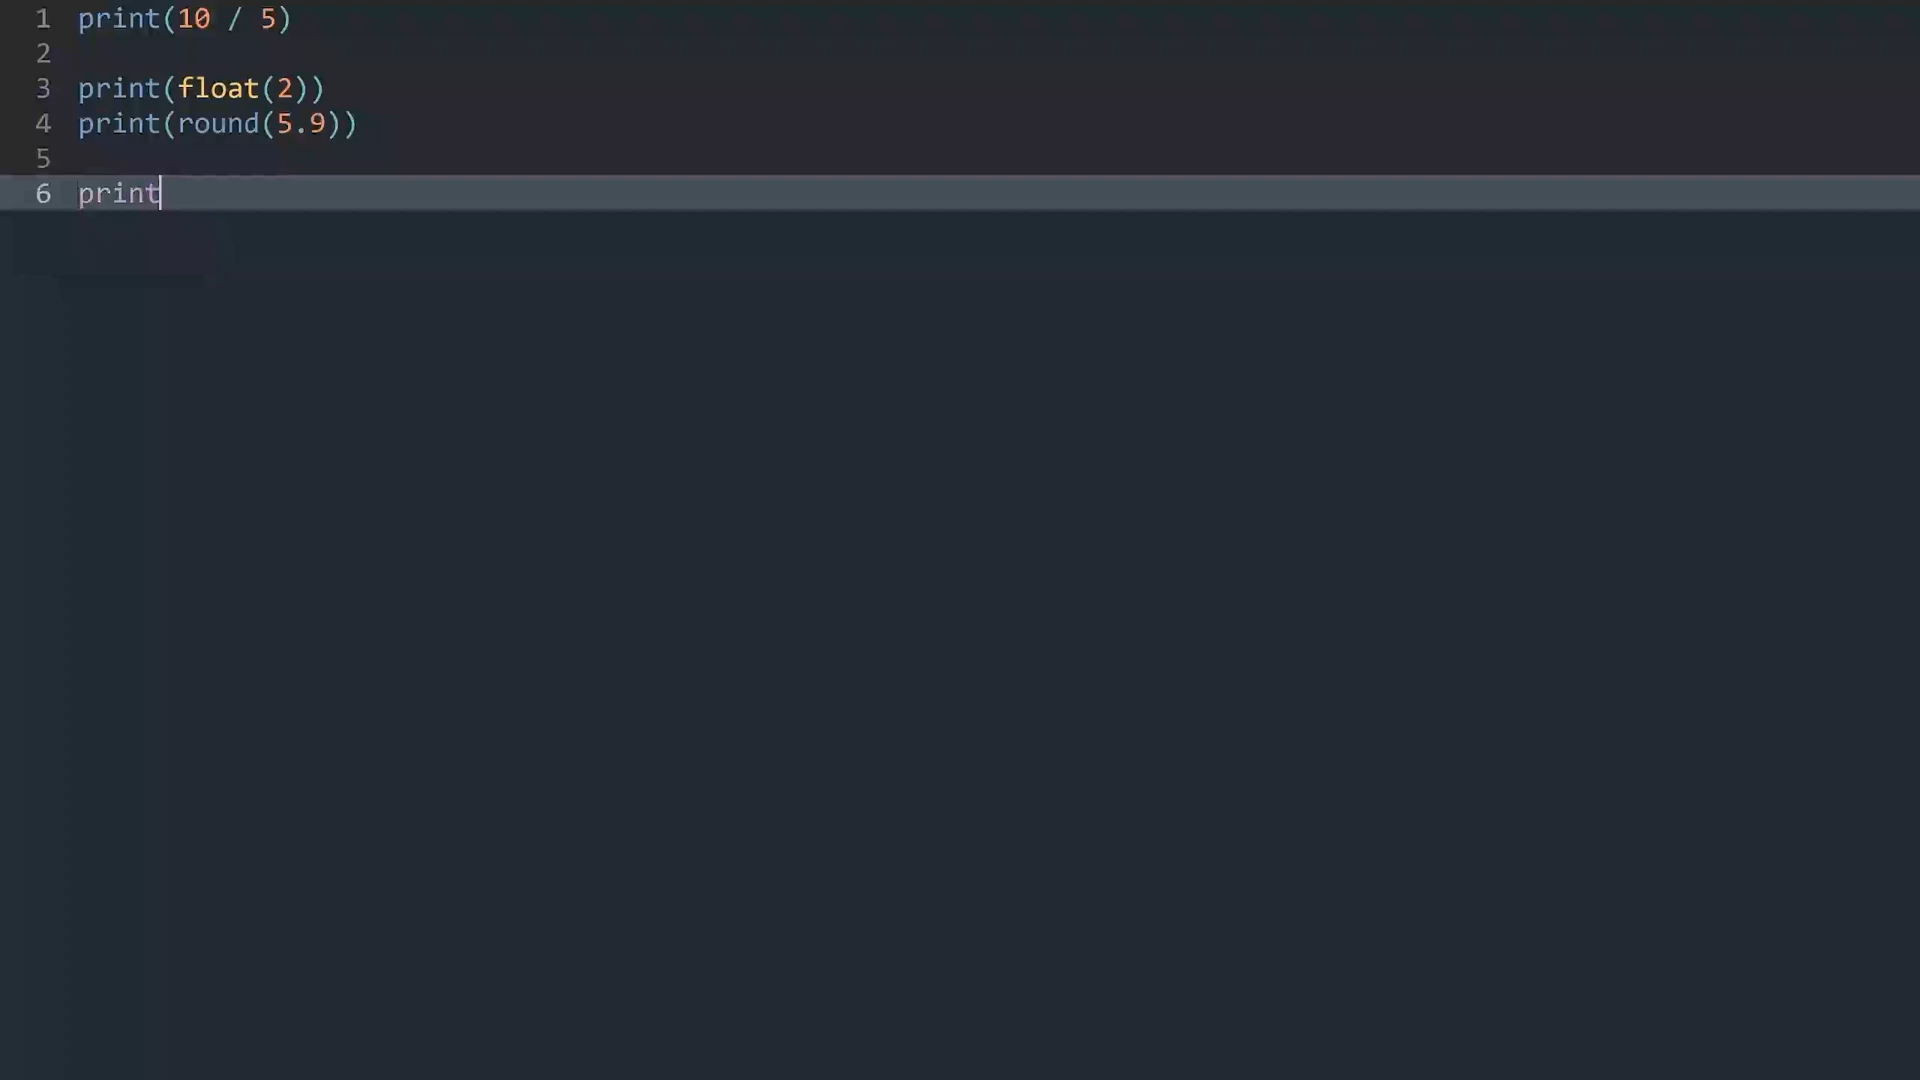 1 print(10 / 5)
2
3 print(float(2))
4 print(round(5.9))
5
6 print